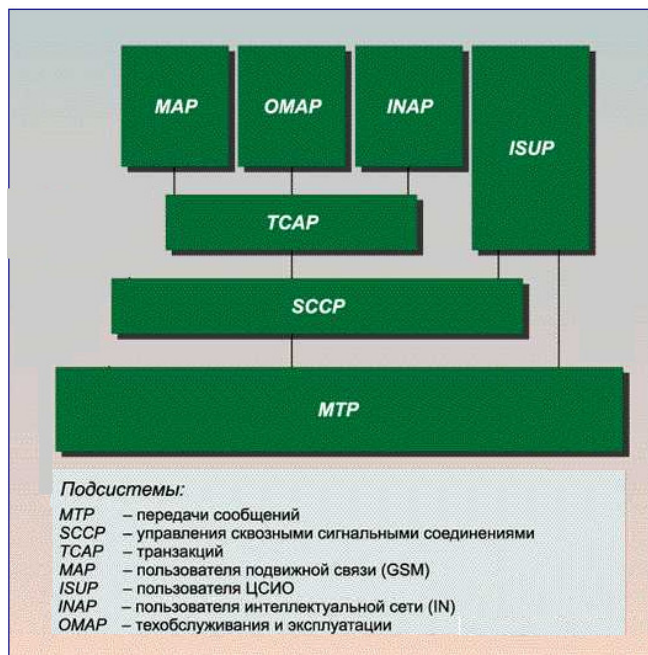 MAP OMAP INAP
ISUP
TCAP
SCCP
MTP
Подсистемы:
MTP – передачи сообщений
SCCP – управления сквозными сигнальными соединениями
TCAP – транзакций
MAP – пользователя подвижной связи (GSM)
ISUP – пользователя ЦСИО
INAP – пользователя интеллектуальной сети (IN)
OMAP – техобслуживания и эксплуатации